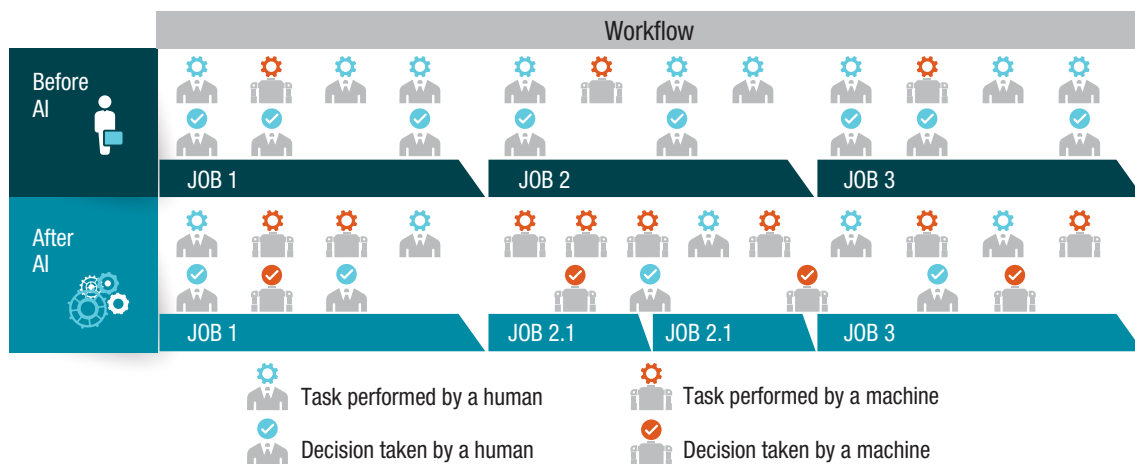 Workflow
Before
AI
JOB 1
JOB 2
JOB 3
After
AI
JOB 1
JOB 2.1
JOB 2.1
JOB 3
Task performed by a human
Task performed by a machine
Decision taken by a human
Decision taken by a machine